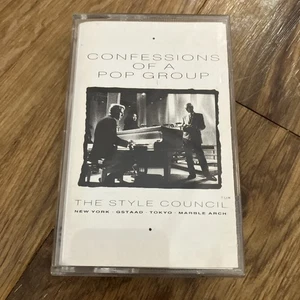 CONFESSIONS
OF A
POP GROUP
THE STYLE COUNCIL
NEW YORK · GSTAAD · TOKYO · MARBLE ARCH